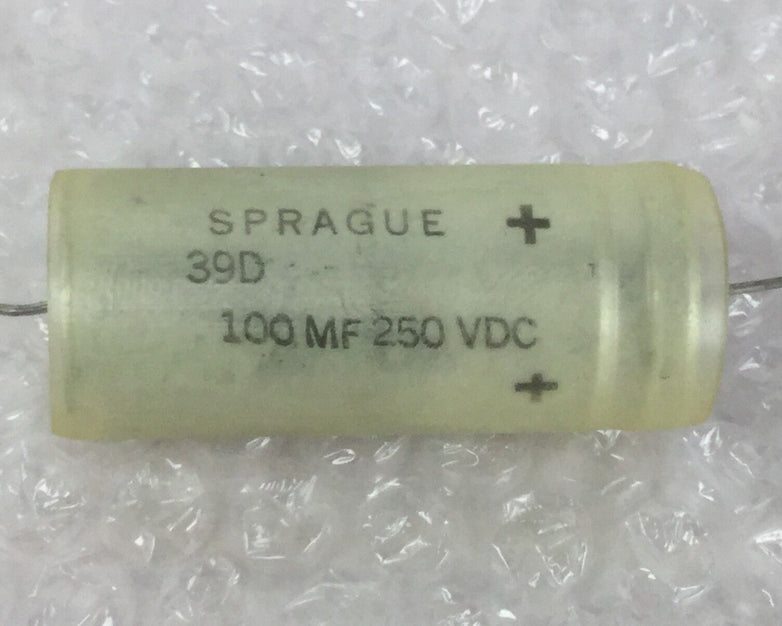 SPRAGUE +
39D
100 MF 250 VDC
+